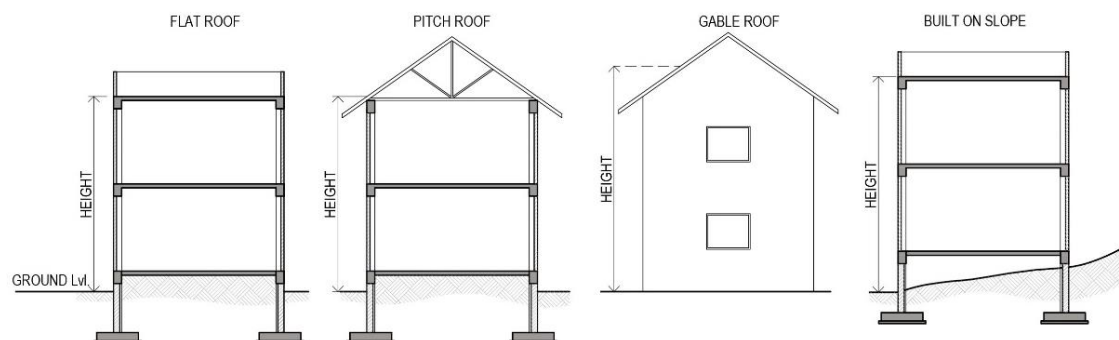 FLAT ROOF
PITCH ROOF
GABLE ROOF
BUILT ON SLOPE
HEIGHT
HEIGHT
HEIGHT
HEIGHT
GROUND Lvl.